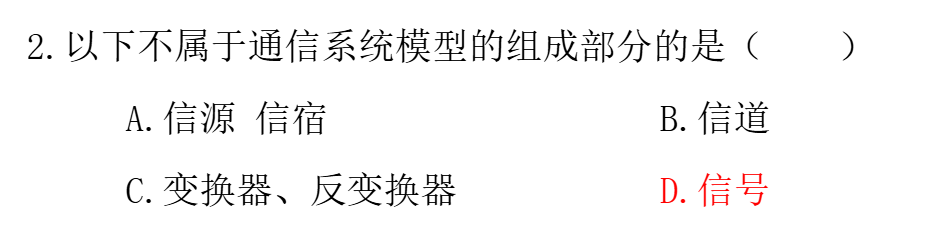 2.以下不属于通信系统模型的组成部分的是（    ）
A.信源 信宿 B.信道
C.变换器、反变换器 D.信号